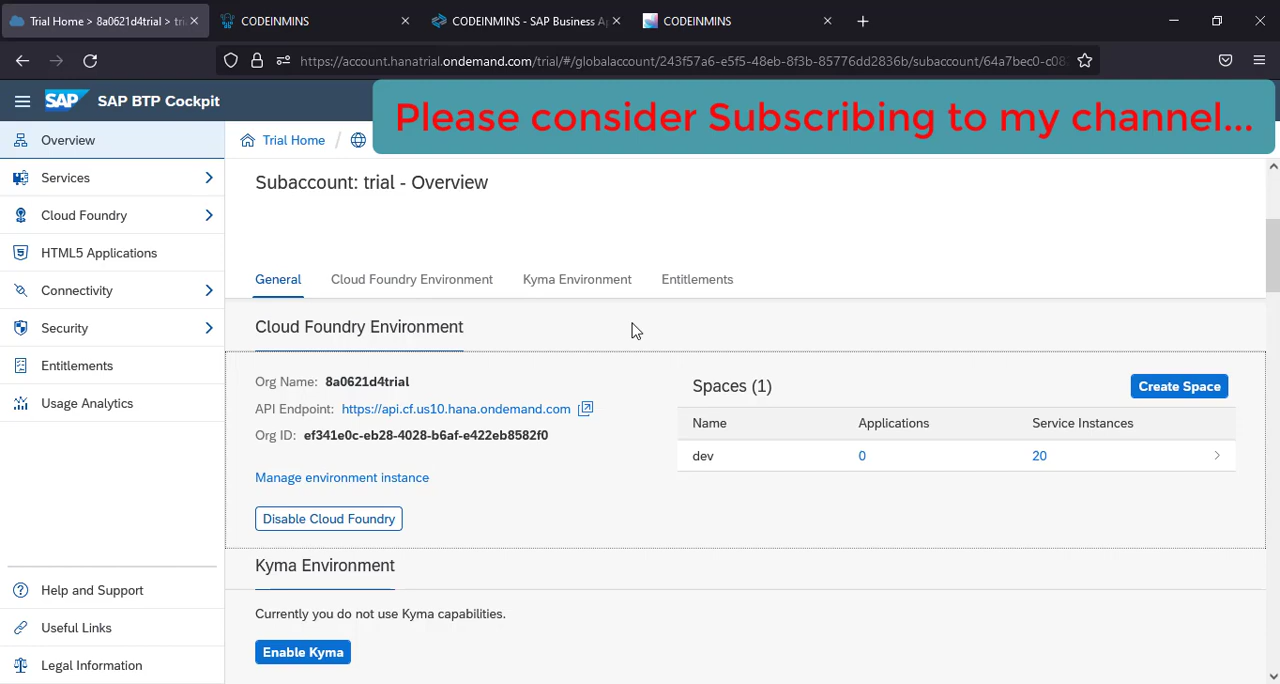 Trial Home > 8a0621d4trial > tri
CODEINMINS
CODEINMINS - SAP Business Ap
CODEINMINS
https://account.hanatrial.ondemand.com/trial/#/globalaccount/243f57a6-e5f5-48eb-8f3b-85776dd2836b/subaccount/64a7bec0-c08
SAP SAP BTP Cockpit
Please consider Subscribing to my channel...
Overview
Services
Cloud Foundry
HTML5 Applications
Connectivity
Security
Entitlements
Usage Analytics
Help and Support
Useful Links
Legal Information
Trial Home /
Subaccount: trial - Overview
General Cloud Foundry Environment Kyma Environment Entitlements
Cloud Foundry Environment
Org Name: 8a0621d4trial
API Endpoint: https://api.cf.us10.hana.ondemand.com
Org ID: ef341e0c-eb28-4028-b6af-e422eb8582f0
Manage environment instance
Disable Cloud Foundry
Spaces (1)
Create Space
Name Applications Service Instances
dev 0 20
Kyma Environment
Currently you do not use Kyma capabilities.
Enable Kyma